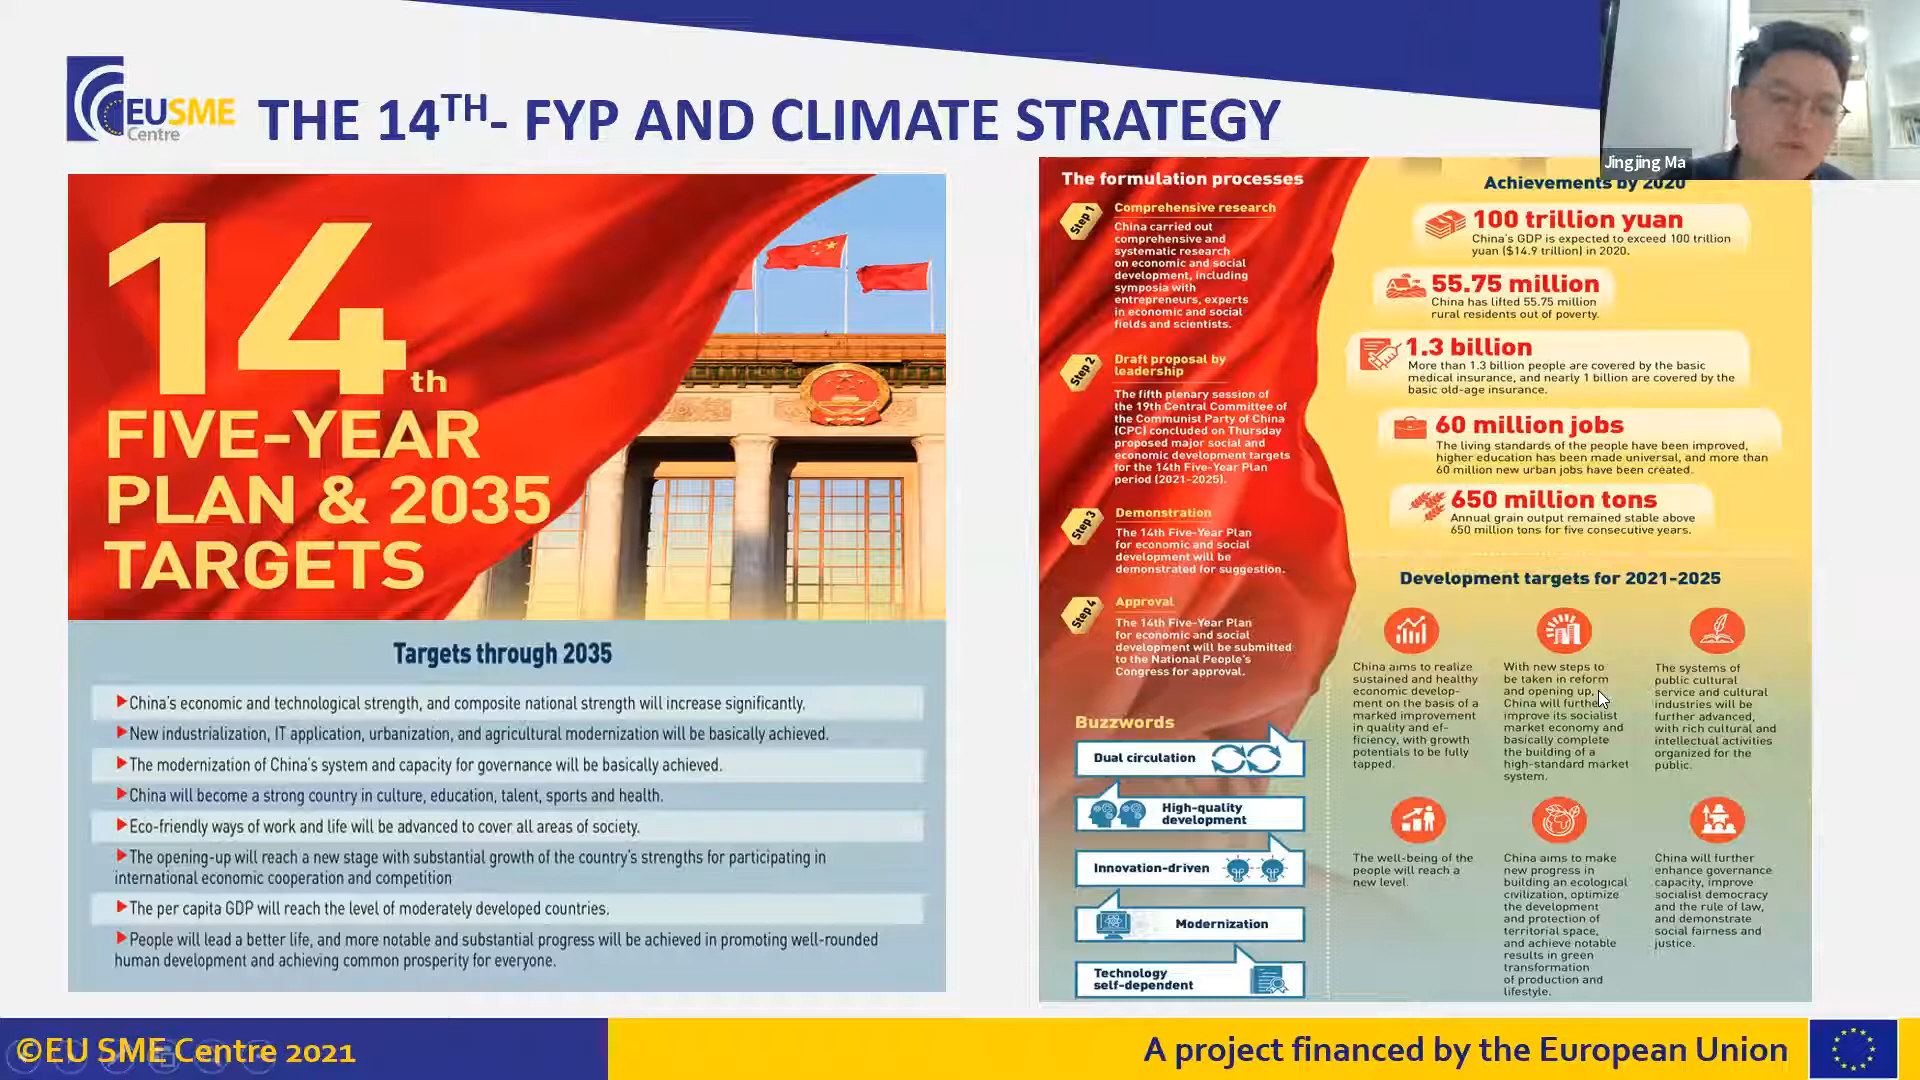 EUSME
Centre
THE 14TH- FYP AND CLIMATE STRATEGY
Jingjing Ma
14th
FIVE-YEAR
PLAN & 2035
TARGETS
Targets through 2035
China's economic and technological strength, and composite national strength will increase significantly.
New industrialization, IT application, urbanization, and agricultural modernization will be basically achieved.
The modernization of China's system and capacity for governance will be basically achieved.
China will become a strong country in culture, education, talent, sports and health.
Eco-friendly ways of work and life will be advanced to cover all areas of society.
The opening-up will reach a new stage with substantial growth of the country's strengths for participating in
international economic cooperation and competition
The per capita GDP will reach the level of moderately developed countries.
People will lead a better life, and more notable and substantial progress will be achieved in promoting well-rounded
human development and achieving common prosperity for everyone.
The formulation processes
Step 1
Comprehensive research
China carried out
comprehensive and
systematic research
on economic and social
development, including
symposia with
entrepreneurs, experts
in economic and social
fields and scientists.
Step 2
Draft proposal by
leadership
The fifth plenary session of
the 19th Central Committee of
the Communist Party of China
(CPC) concluded on Thursday
proposed major social and
economic development targets
for the 14th Five-Year Plan
period (2021-2025).
Step 3
Demonstration
The 14th Five-Year Plan
for economic and social
development will be
demonstrated for suggestion.
Step 4
Approval
The 14th Five-Year Plan
for economic and social
development will be submitted
to the National People's
Congress for approval.
Buzzwords
Dual circulation
High-quality
development
Innovation-driven
Modernization
Technology
self-dependent
Achievements by 2020
100 trillion yuan
China's GDP is expected to exceed 100 trillion
yuan ($14.9 trillion) in 2020.
55.75 million
China has lifted 55.75 million
rural residents out of poverty.
1.3 billion
More than 1.3 billion people are covered by the basic
medical insurance, and nearly 1 billion are covered by the
basic old-age insurance.
60 million jobs
The living standards of the people have been improved,
higher education has been made universal, and more than
60 million new urban jobs have been created.
650 million tons
Annual grain output remained stable above
650 million tons for five consecutive years.
Development targets for 2021-2025
China aims to realize
sustained and healthy
economic develop-
ment on the basis of a
marked improvement
in quality and ef-
ficiency, with growth
potentials to be fully
tapped.
With new steps to
be taken in reform
and opening up,
China will further
improve its socialist
market economy and
basically complete
the building of a
high-standard market
system.
The systems of
public cultural
service and cultural
industries will be
further advanced,
with rich cultural and
intellectual activities
organized for the
public.
The well-being of the
people will reach a
new level.
China aims to make
new progress in
building an ecological
civilization, optimize
the development
and protection of
territorial space,
and achieve notable
results in green
transformation
of production and
lifestyle.
China will further
enhance governance
capacity, improve
socialist democracy
and the rule of law,
and demonstrate
social fairness and
justice.
©EU SME Centre 2021
A project financed by the European Union